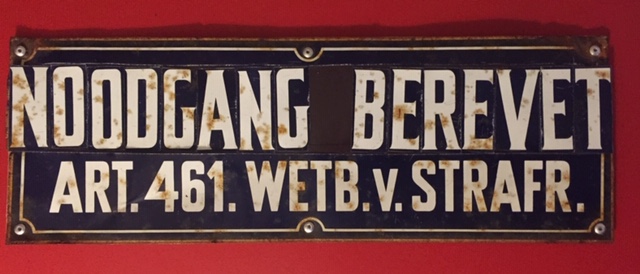 NOODGANG BEREVET
ART. 461. WETB. v. STRAFR.